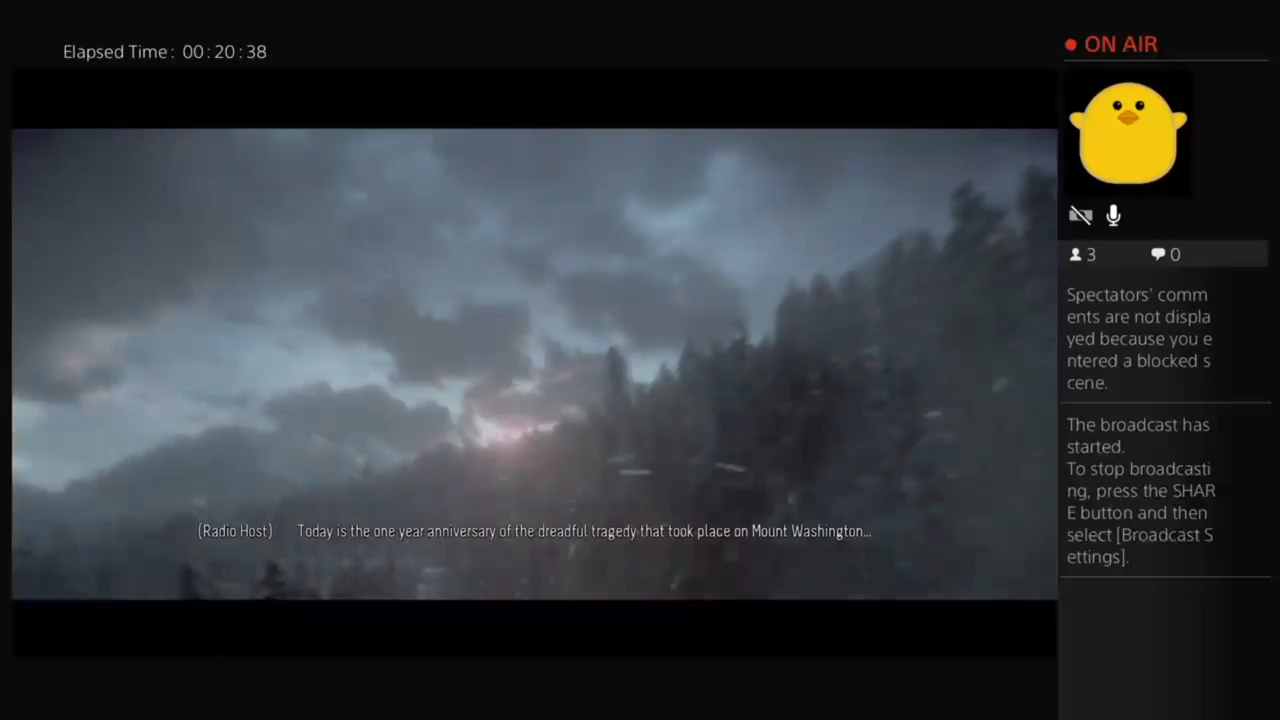 Elapsed Time: 00:20:38
ON AIR
3 0
Spectators' comm
ents are not displa
yed because you e
ntered a blocked s
cene.
The broadcast has
started.
To stop broadcasti
ng, press the SHAR
E button and then
select [Broadcast S
ettings].
(Radio Host) Today is the one year anniversary of the dreadful tragedy that took place on Mount Washington...